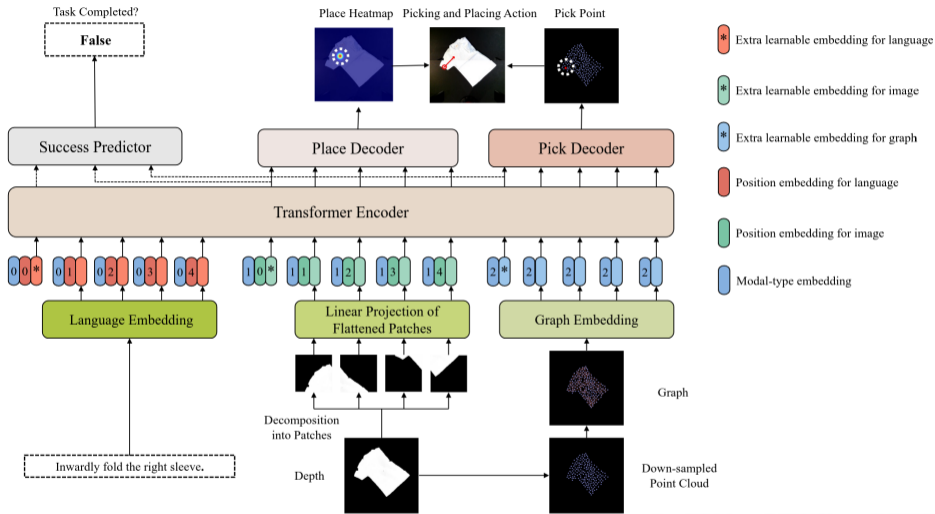 Task Completed?
False
Place Heatmap
Picking and Placing Action
Pick Point
* Extra learnable embedding for language
* Extra learnable embedding for image
* Extra learnable embedding for graph
Position embedding for language
Position embedding for image
Modal-type embedding
Success Predictor
Place Decoder
Pick Decoder
Transformer Encoder
0 0 * 0 1 0 2 0 3 0 4 1 0 * 1 1 1 2 1 3 1 4 2 * 2 2 2 2
Language Embedding
Linear Projection of
Flattened Patches
Graph Embedding
Decomposition
into Patches
Graph
Inwardly fold the right sleeve.
Depth
Down-sampled
Point Cloud